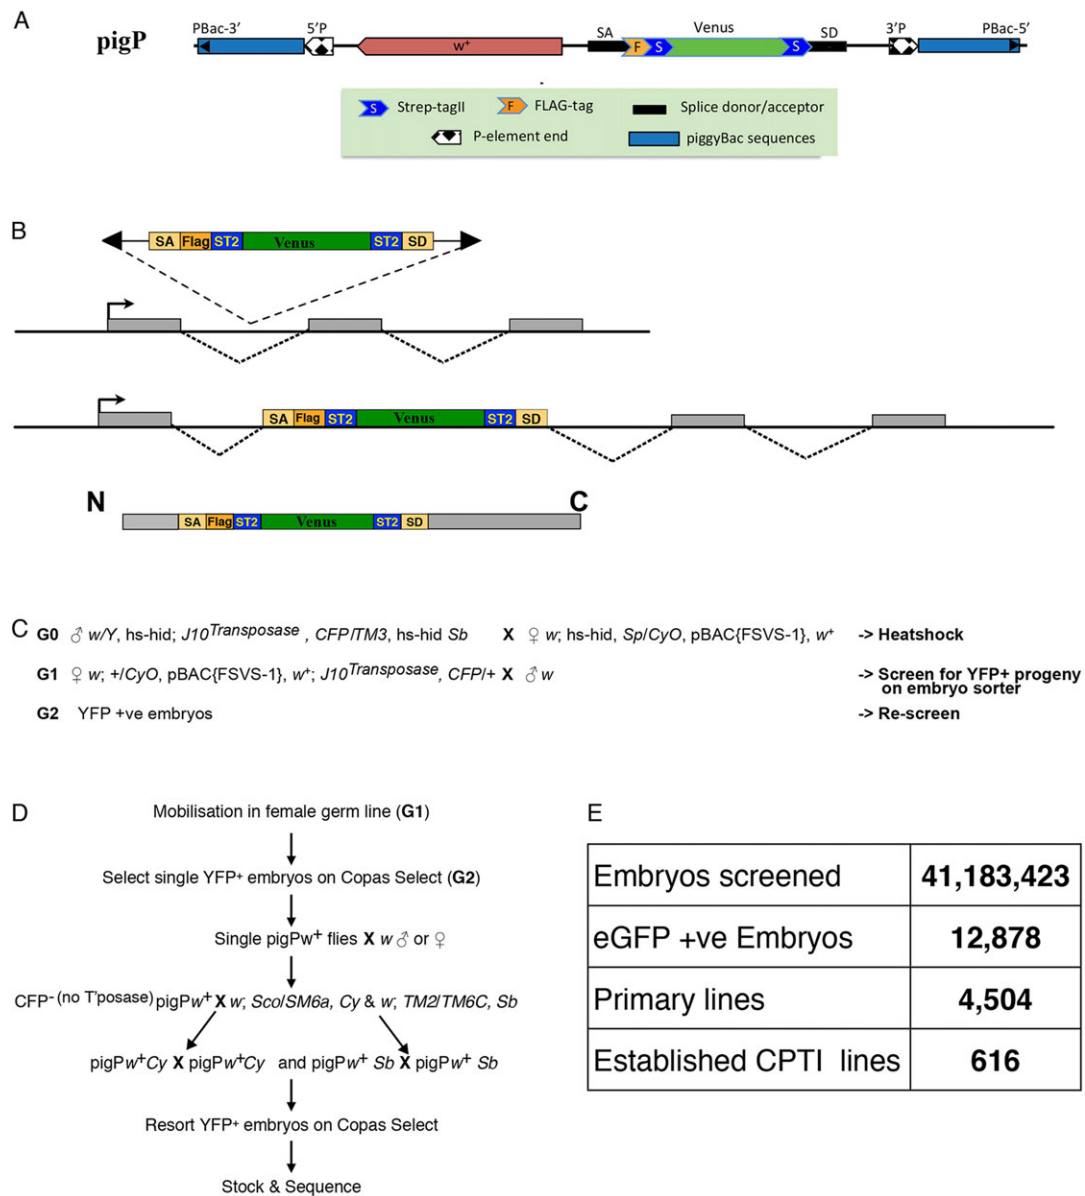 A
pigP
PBac-3′ 5′P w⁺ SA F S Venus S SD 3′P PBac-5′
S Strep-tagII F FLAG-tag Splice donor/acceptor
P-element end piggyBac sequences
B
SA Flag ST2 Venus ST2 SD
SA Flag ST2 Venus ST2 SD
N C
SA Flag ST2 Venus ST2 SD
C G0 ♂ w/Y, hs-hid; J10Transposase , CFP/TM3, hs-hid Sb X ♀ w; hs-hid, Sp/CyO, pBAC{FSVS-1}, w⁺ -> Heatshock
G1 ♀ w; +/CyO, pBAC{FSVS-1}, w⁺; J10Transposase, CFP/+ X ♂ w -> Screen for YFP+ progeny
on embryo sorter
G2 YFP +ve embryos -> Re-screen
D
Mobilisation in female germ line (G1)
Select single YFP⁺ embryos on Copas Select (G2)
Single pigPw⁺ flies X w ♂ or ♀
CFP⁻ (no T'posase) pigPw⁺ X w; Sco/SM6a, Cy & w; TM2/TM6C, Sb
pigPw⁺Cy X pigPw⁺Cy and pigPw⁺ Sb X pigPw⁺ Sb
Resort YFP⁺ embryos on Copas Select
Stock & Sequence
E
Embryos screened 41,183,423
eGFP +ve Embryos 12,878
Primary lines 4,504
Established CPTI lines 616